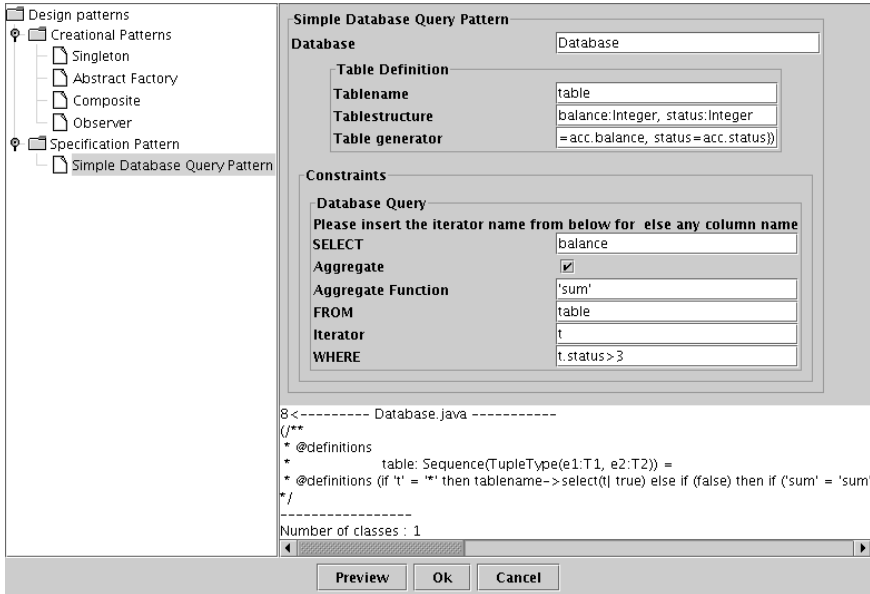 Design patterns
Creational Patterns
Singleton
Abstract Factory
Composite
Observer
Specification Pattern
Simple Database Query Pattern
Simple Database Query Pattern
Database Database
Table Definition
Tablename table
Tablestructure balance:Integer, status:Integer
Table generator =acc.balance, status=acc.status})
Constraints
Database Query
Please insert the iterator name from below for else any column name
SELECT balance
Aggregate
Aggregate Function 'sum'
FROM table
Iterator t
WHERE t.status>3
8<--------- Database.java -----------
(/**
* @definitions
* table: Sequence(TupleType(e1:T1, e2:T2)) =
* @definitions (if 't' = '*' then tablename->select(t| true) else if (false) then if ('sum' = 'sum'
*/
-----------------
Number of classes : 1
Preview Ok Cancel